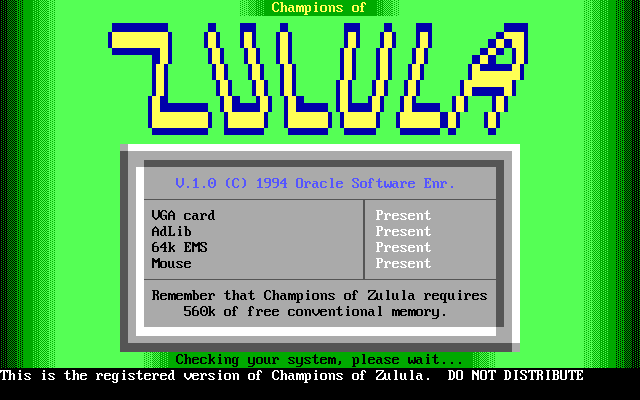 Champions of
ZULULA
V.1.0 (C) 1994 Oracle Software Enr.
VGA card Present
AdLib Present
64k EMS Present
Mouse Present
Remember that Champions of Zulula requires
560k of free conventional memory.
Checking your system, please wait...
This is the registered version of Champions of Zulula.  DO NOT DISTRIBUTE